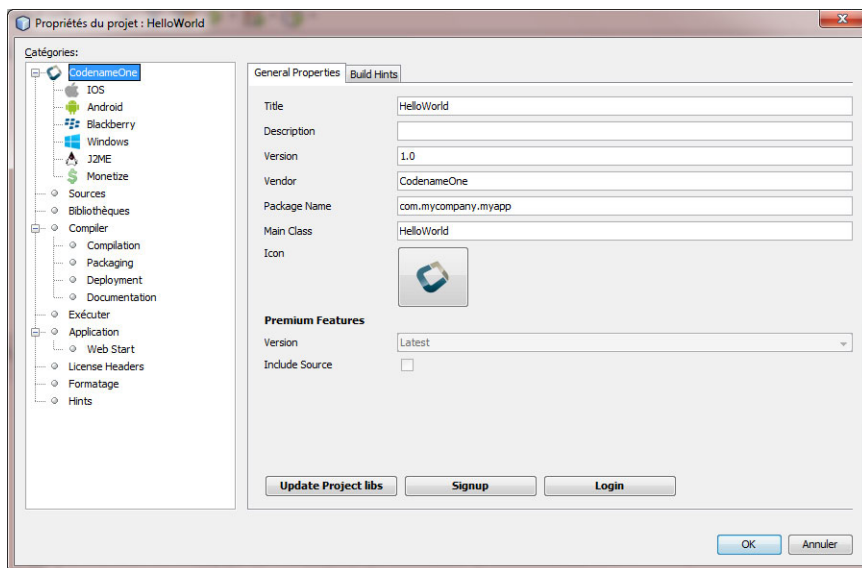 Propriétés du projet : HelloWorld
Catégories:
CodenameOne
IOS
Android
Blackberry
Windows
J2ME
Monetize
Sources
Bibliothèques
Compiler
Compilation
Packaging
Deployment
Documentation
Exécuter
Application
Web Start
License Headers
Formatage
Hints
General Properties Build Hints
Title HelloWorld
Description
Version 1.0
Vendor CodenameOne
Package Name com.mycompany.myapp
Main Class HelloWorld
Icon
Premium Features
Version Latest
Include Source
Update Project libs Signup Login
OK Annuler